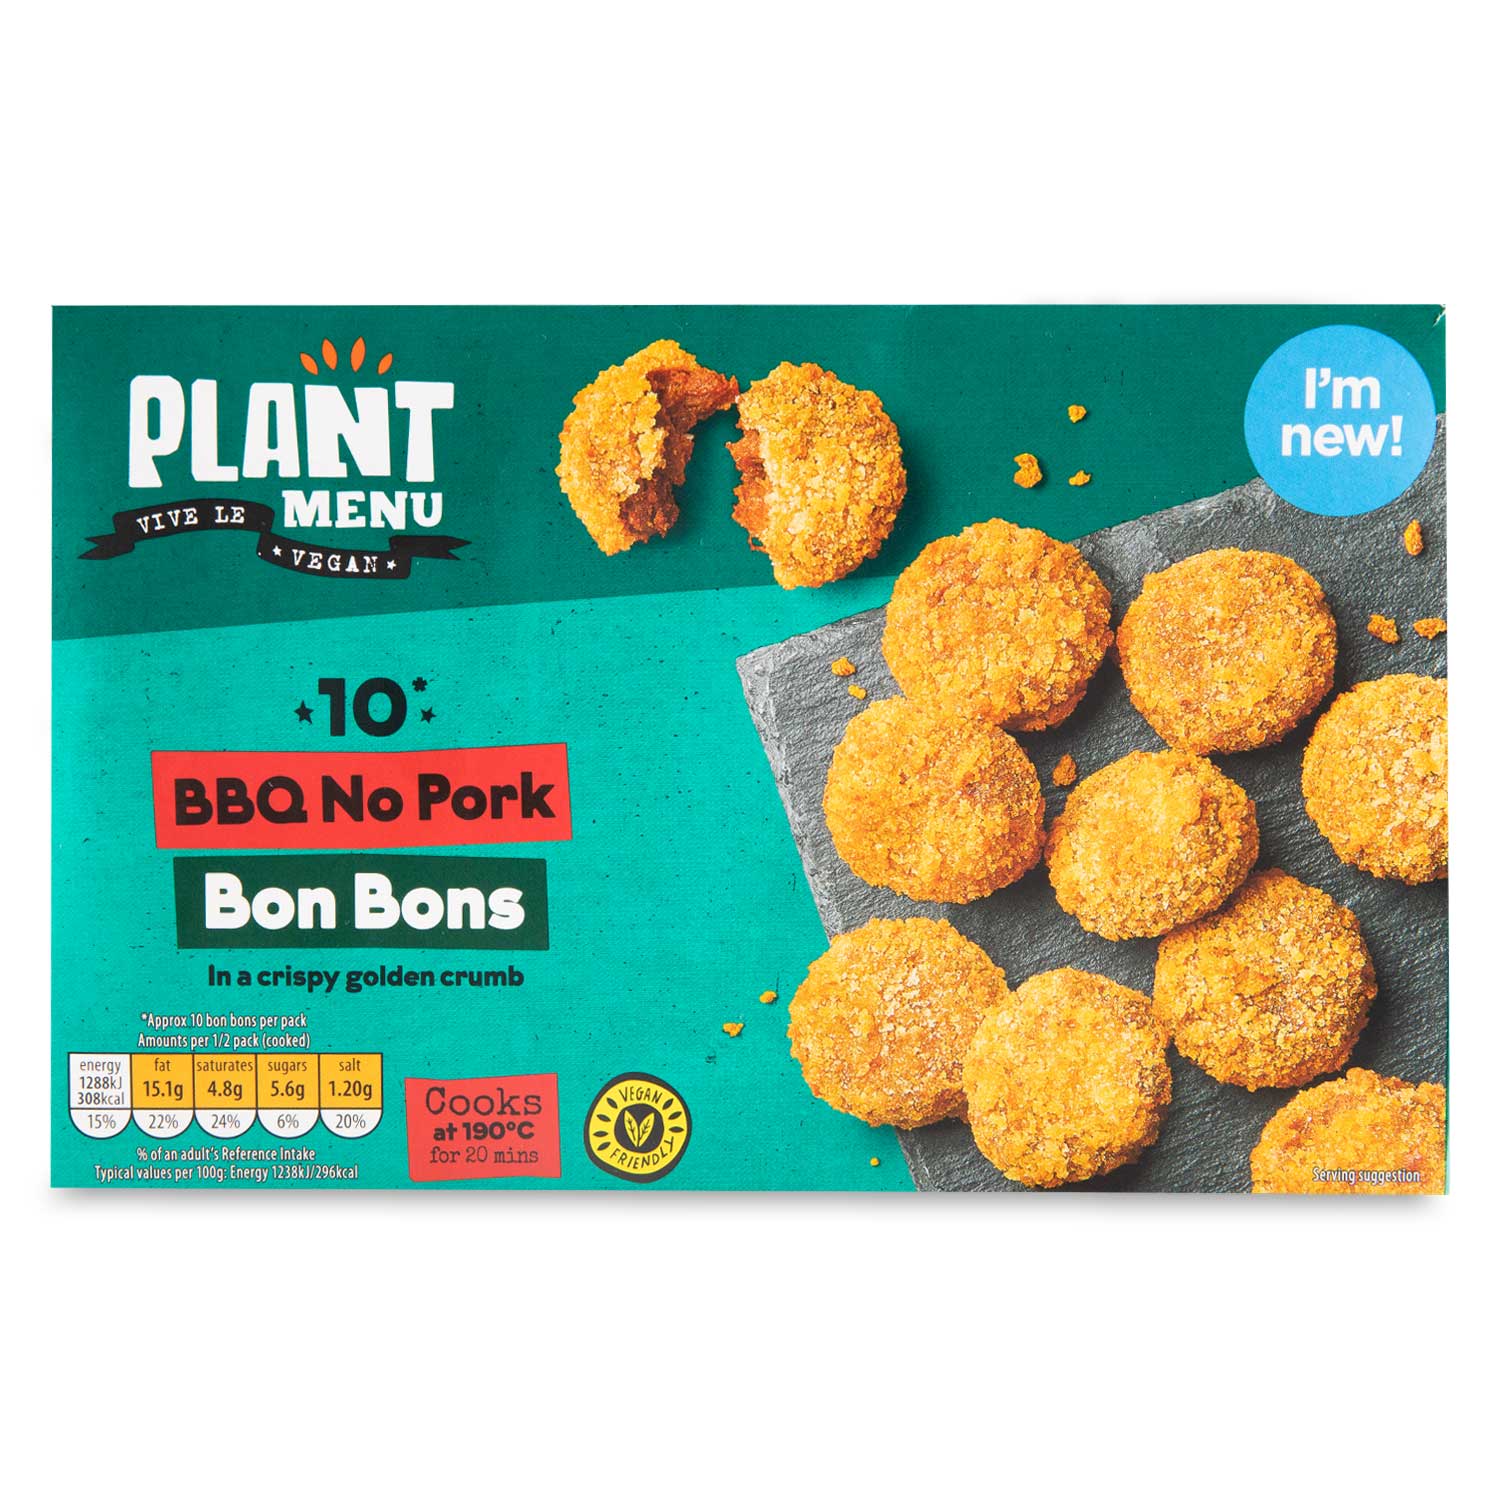 PLANT
MENU
VIVE LE
★ VEGAN ★
I'm
new!
★10*★
BBQ No Pork
Bon Bons
In a crispy golden crumb
*Approx 10 bon bons per pack
Amounts per 1/2 pack (cooked)
energy fat saturates sugars salt
1288kJ
308kcal 15.1g 4.8g 5.6g 1.20g
15% 22% 24% 6% 20%
% of an adult's Reference Intake
Typical values per 100g: Energy 1238kJ/296kcal
Cooks
at 190°C
for 20 mins
VEGAN
FRIENDLY
Serving suggestion